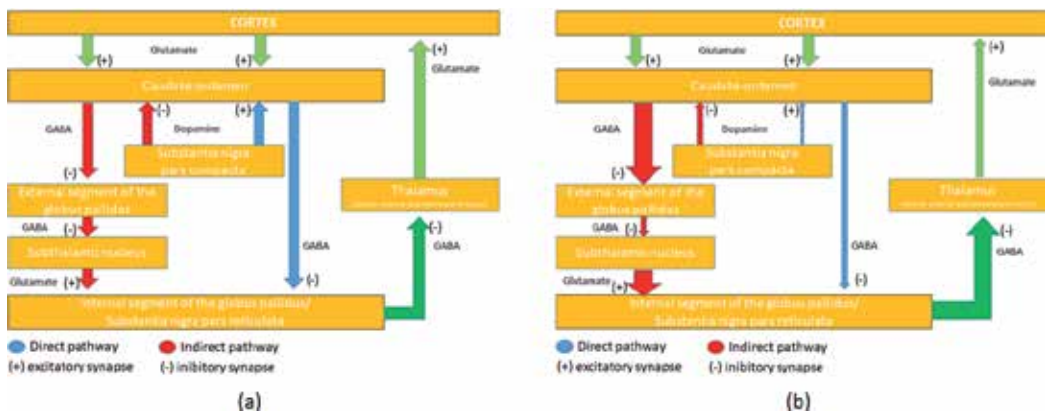 CORTEX
Glutamate
(+)
(+)
(+)
Glutamate
Caudate-putamen
GABA
(-)
(+)
Dopamine
Substantia nigra
pars compacta
(-)
External segment of the
globus pallidus
GABA
(-)
Subthalamic nucleus
Glutamate
(+)
GABA
(-)
Thalamus
(-)
GABA
Internal segment of the globus pallidus/
Substantia nigra pars reticulata
Direct pathway
Indirect pathway
(+) excitatory synapse
(-) inibitory synapse
(a)
CORTEX
Glutamate
(+)
(+)
(+)
Glutamate
Caudate-putamen
GABA
(-)
(+)
Dopamine
Substantia nigra
pars compacta
(-)
External segment of the
globus pallidus
GABA
(-)
Subthalamic nucleus
Glutamate
(+)
GABA
(-)
Thalamus
(-)
GABA
Internal segment of the globus pallidus/
Substantia nigra pars reticulata
Direct pathway
Indirect pathway
(+) excitatory synapse
(-) inibitory synapse
(b)